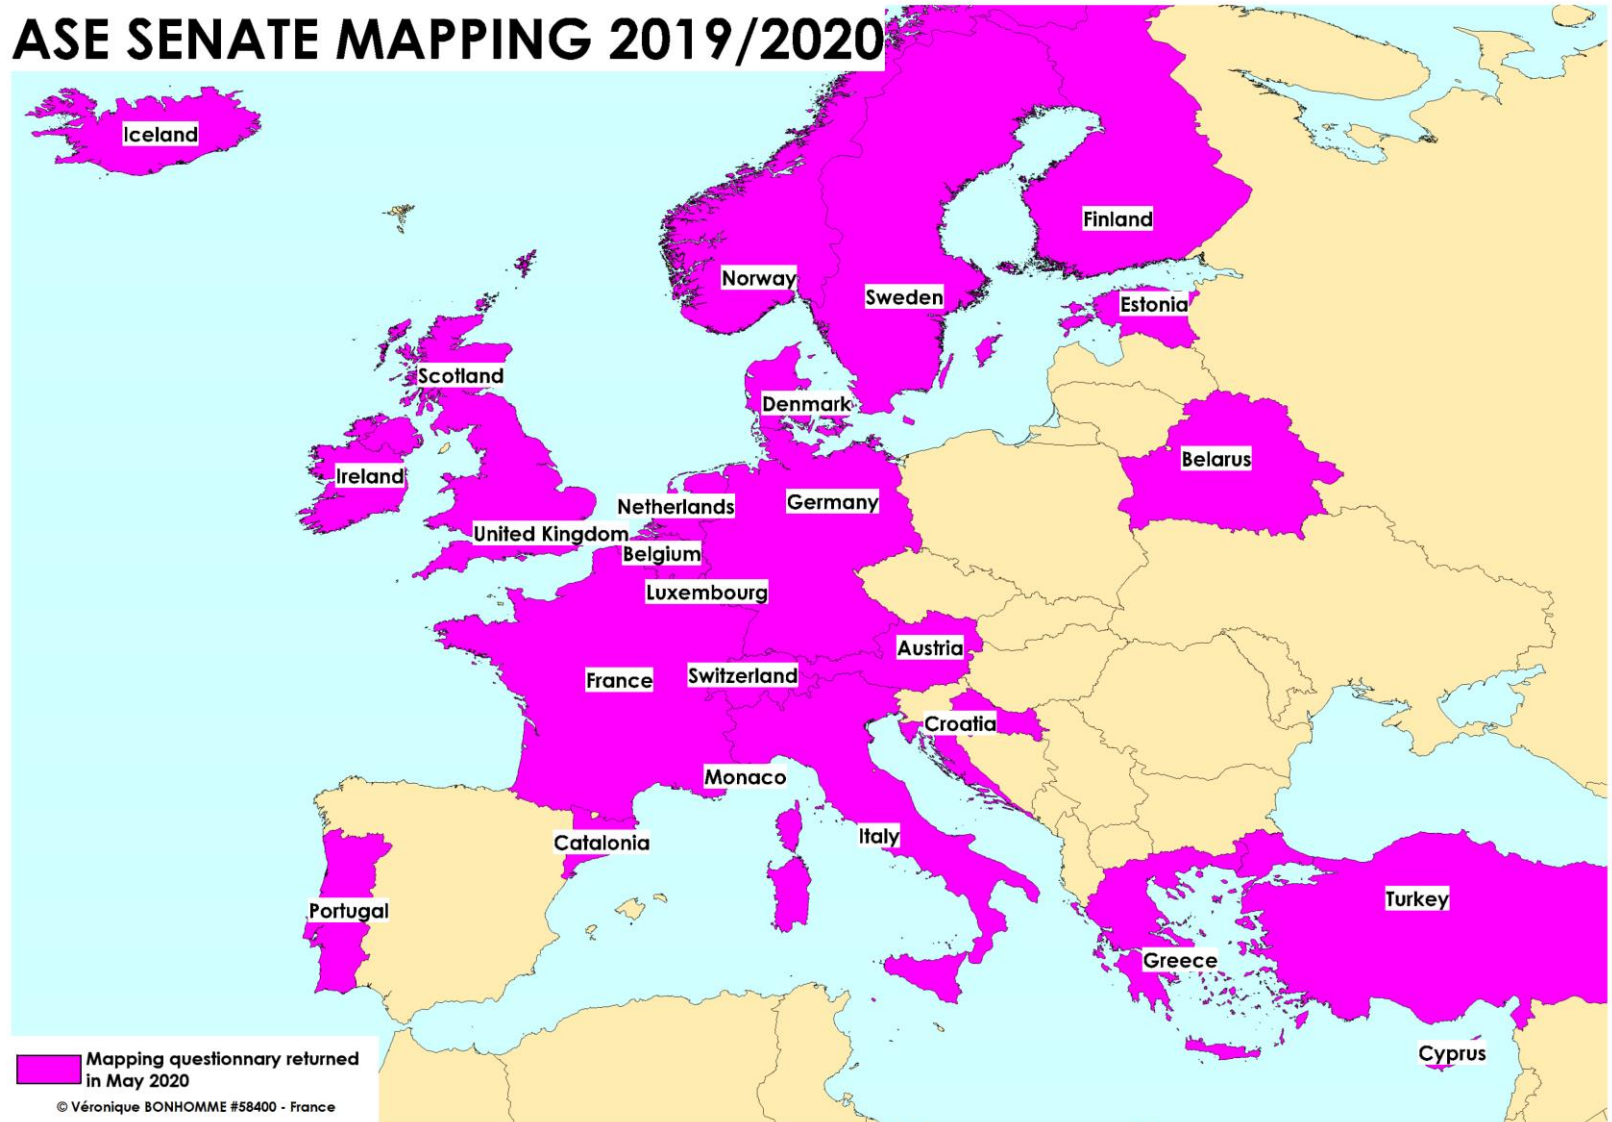 ASE SENATE MAPPING 2019/2020
Iceland
Finland
Norway
Sweden
Estonia
Scotland
Denmark
Belarus
Ireland
Netherlands
Germany
United Kingdom
Belgium
Luxembourg
Austria
Switzerland
France
Croatia
Monaco
Italy
Catalonia
Turkey
Portugal
Greece
Cyprus
Mapping questionnary returned
in May 2020
© Véronique BONHOMME #58400 - France